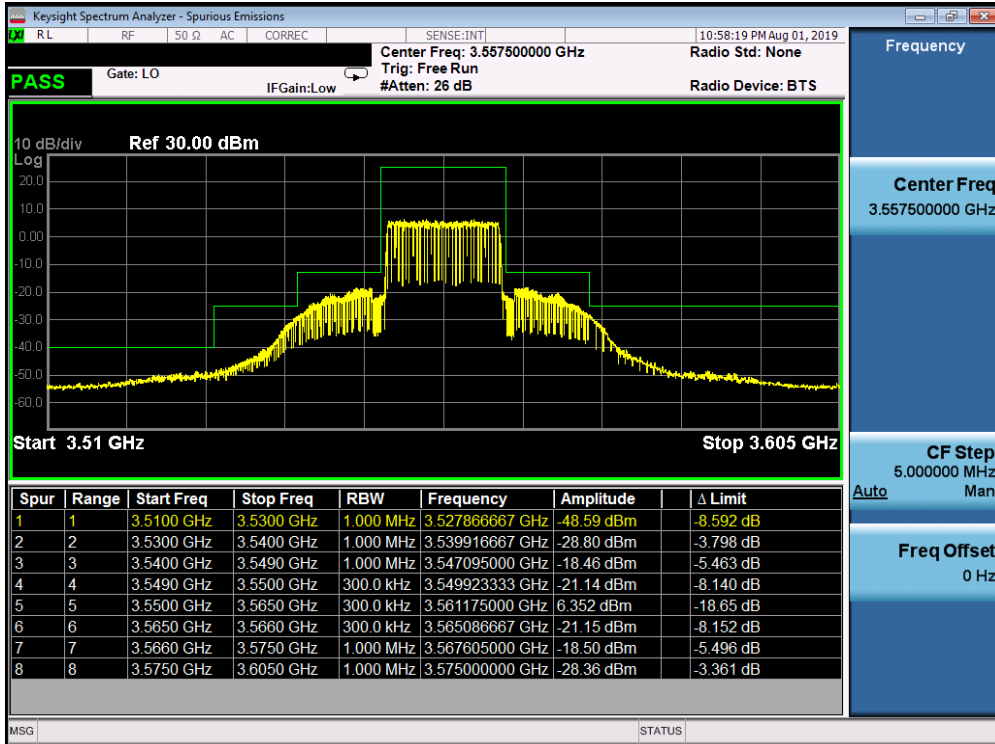 Keysight Spectrum Analyzer - Spurious Emissions
LXI RL RF 50 Ω AC CORREC SENSE:INT 10:58:19 PM Aug 01, 2019
Center Freq: 3.557500000 GHz Radio Std: None
PASS Gate: LO Trig: Free Run
IFGain:Low #Atten: 26 dB Radio Device: BTS
10 dB/div Ref 30.00 dBm
Log
20.0
10.0
0.00
-10.0
-20.0
-30.0
-40.0
-50.0
-60.0
Start 3.51 GHz Stop 3.605 GHz
Spur Range Start Freq Stop Freq RBW Frequency Amplitude Δ Limit
1 1 3.5100 GHz 3.5300 GHz 1.000 MHz 3.527866667 GHz -48.59 dBm -8.592 dB
2 2 3.5300 GHz 3.5400 GHz 1.000 MHz 3.539916667 GHz -28.80 dBm -3.798 dB
3 3 3.5400 GHz 3.5490 GHz 1.000 MHz 3.547095000 GHz -18.46 dBm -5.463 dB
4 4 3.5490 GHz 3.5500 GHz 300.0 kHz 3.549923333 GHz -21.14 dBm -8.140 dB
5 5 3.5500 GHz 3.5650 GHz 300.0 kHz 3.561175000 GHz 6.352 dBm -18.65 dB
6 6 3.5650 GHz 3.5660 GHz 300.0 kHz 3.565086667 GHz -21.15 dBm -8.152 dB
7 7 3.5660 GHz 3.5750 GHz 1.000 MHz 3.567605000 GHz -18.50 dBm -5.496 dB
8 8 3.5750 GHz 3.6050 GHz 1.000 MHz 3.575000000 GHz -28.36 dBm -3.361 dB
MSG STATUS
Frequency
Center Freq
3.557500000 GHz
CF Step
5.000000 MHz
Auto Man
Freq Offset
0 Hz